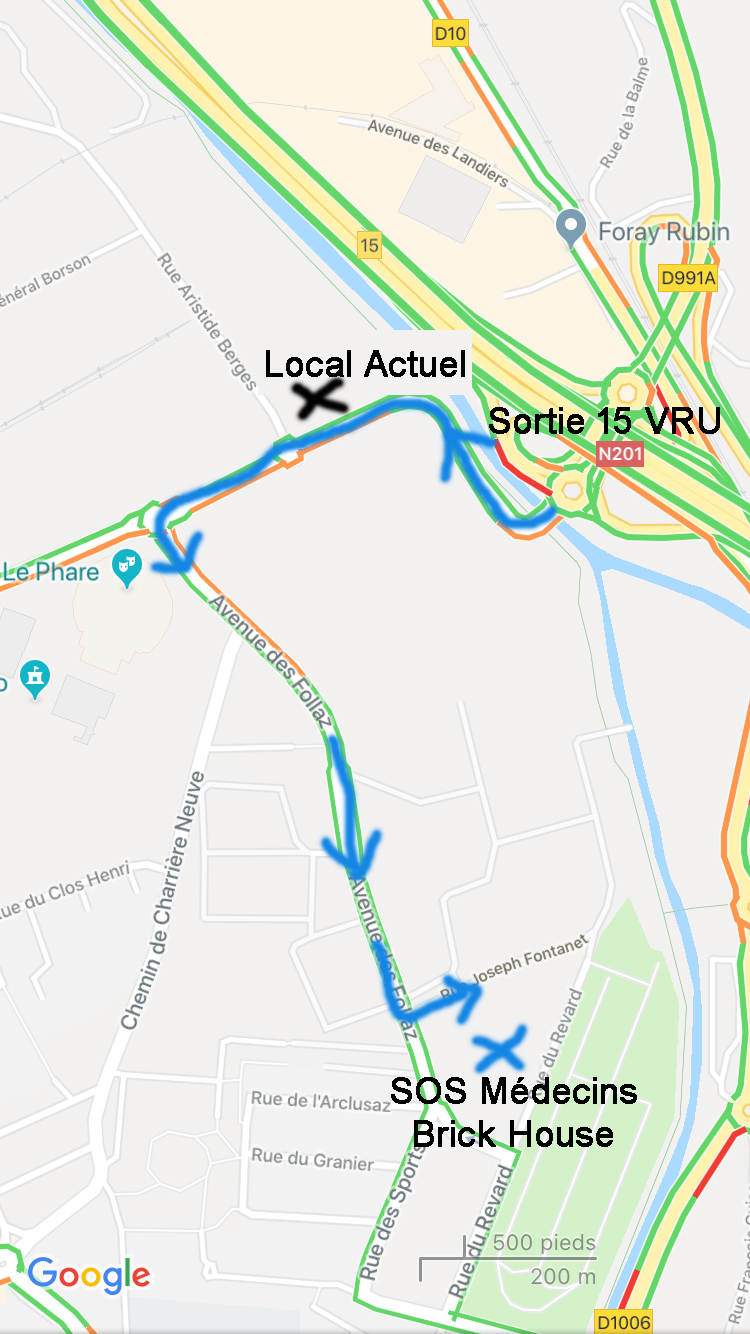 D10
Avenue des Landiers
Rue de la Balme
Foray Rubin
15
D991A
énéral Borson
Rue Aristide Berges
Local Actuel
Sortie 15 VRU
N201
Le Phare
Avenue des Follaz
Chemin de Charrière Neuve
ue du Clos Henri
Avenue des Follaz
Joseph Fontanet
e du Revard
SOS Médecins
Brick House
Rue de l'Arclusaz
Rue du Granier
Rue des Sports
Rue du Revard
500 pieds
200 m
Google
D1006
Rue François